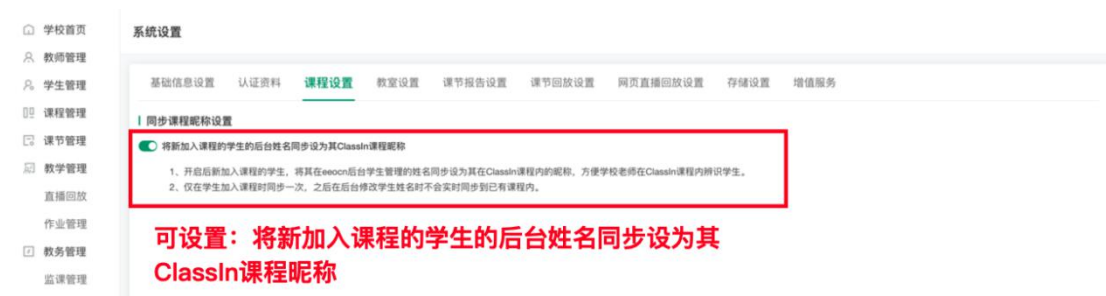 学校首页
教师管理
学生管理
课程管理
课节管理
教学管理
直播回放
作业管理
教务管理
监课管理
系统设置
基础信息设置 认证资料 课程设置 教室设置 课节报告设置 课节回放设置 网页直播回放设置 存储设置 增值服务
同步课程昵称设置
将新加入课程的学生的后台姓名同步设为其ClassIn课程昵称
1、开启后新加入课程的学生，将其在eeocn后台学生管理的姓名同步设为其在ClassIn课程内的昵称，方便学校老师在ClassIn课程内辨识学生。
2、仅在学生加入课程时同步一次，之后在后台修改学生姓名时不会实时同步到已有课程内。
可设置：将新加入课程的学生的后台姓名同步设为其
ClassIn课程昵称